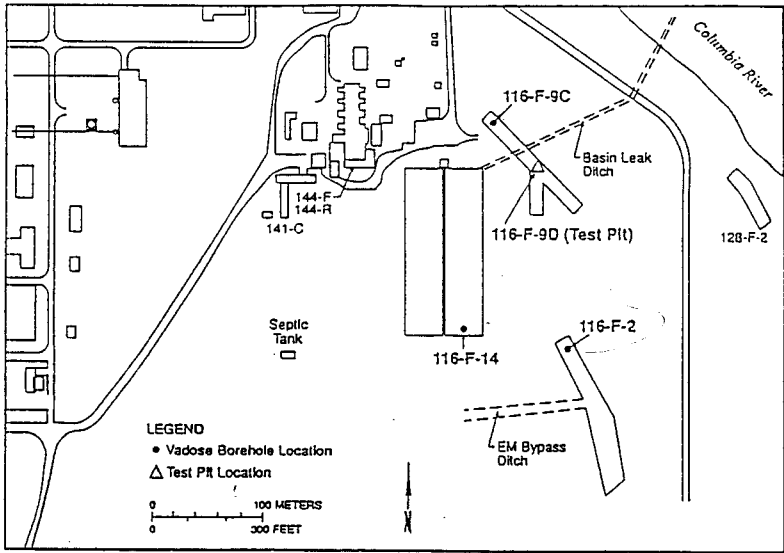 Columbia River
116-F-9C
Basin Leak
Ditch
144-F
144-R
141-C
116-F-9D (Test Pit)
128-F-2
Septic
Tank
116-F-14
116-F-2
LEGEND
Vadose Borehole Location
Test Pit Location
EM Bypass
Ditch
0 100 METERS
0 300 FEET